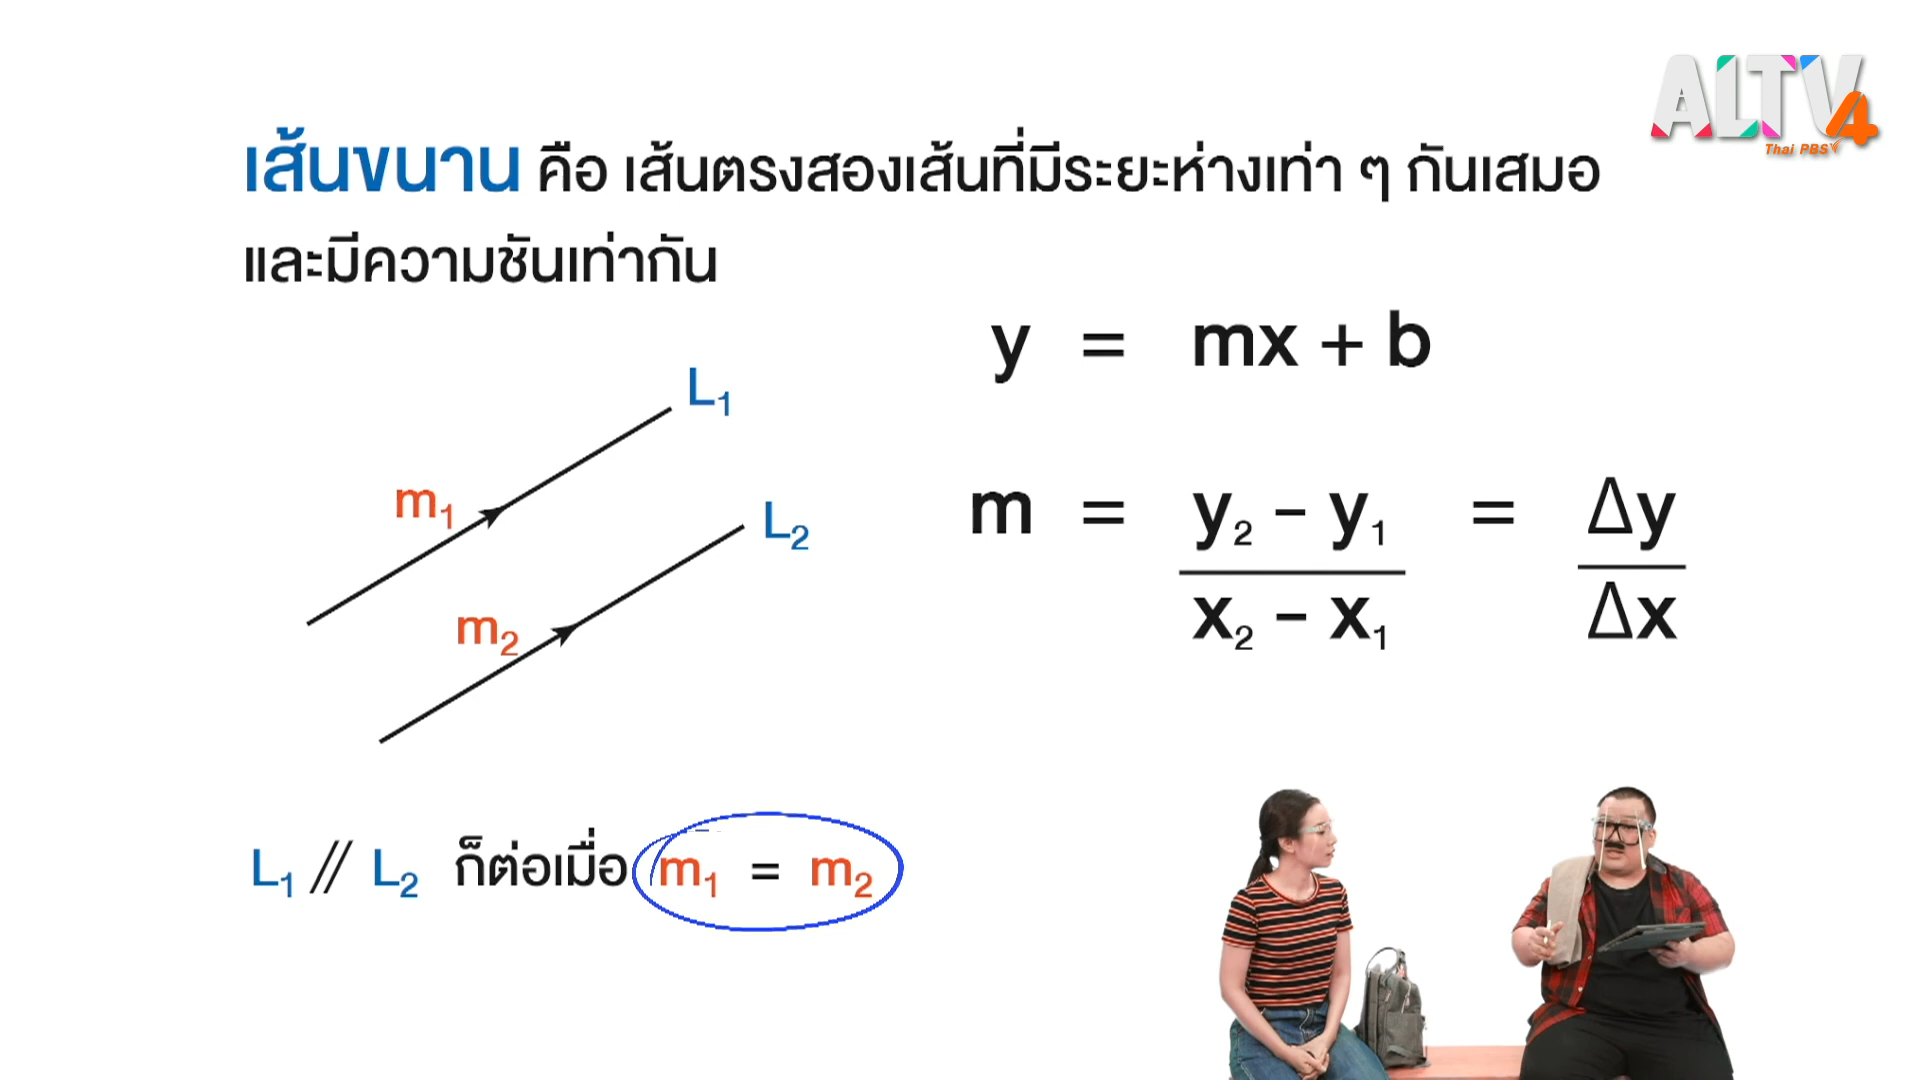 ALTV4
Thai PBS
เส้นขนาน คือ เส้นตรงสองเส้นที่มีระยะห่างเท่า ๆ กันเสมอ
และมีความชันเท่ากัน
y = mx + b
L₁
m₁
L₂
m₂
m = y₂ – y₁ = Δy
x₂ – x₁ Δx
L₁ // L₂ ก็ต่อเมื่อ m₁ = m₂